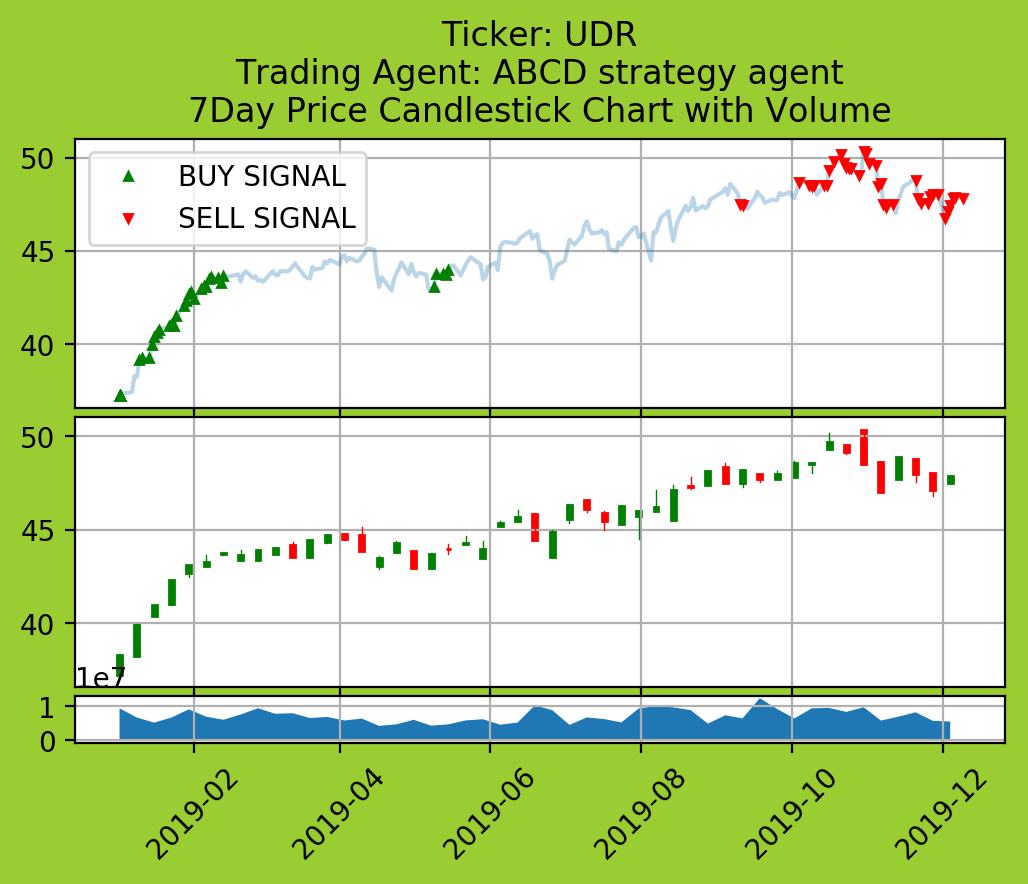 Ticker: UDR
Trading Agent: ABCD strategy agent
7Day Price Candlestick Chart with Volume
BUY SIGNAL
SELL SIGNAL
50
45
40
50
45
40
1e7
1
0
2019-02
2019-04
2019-06
2019-08
2019-10
2019-12